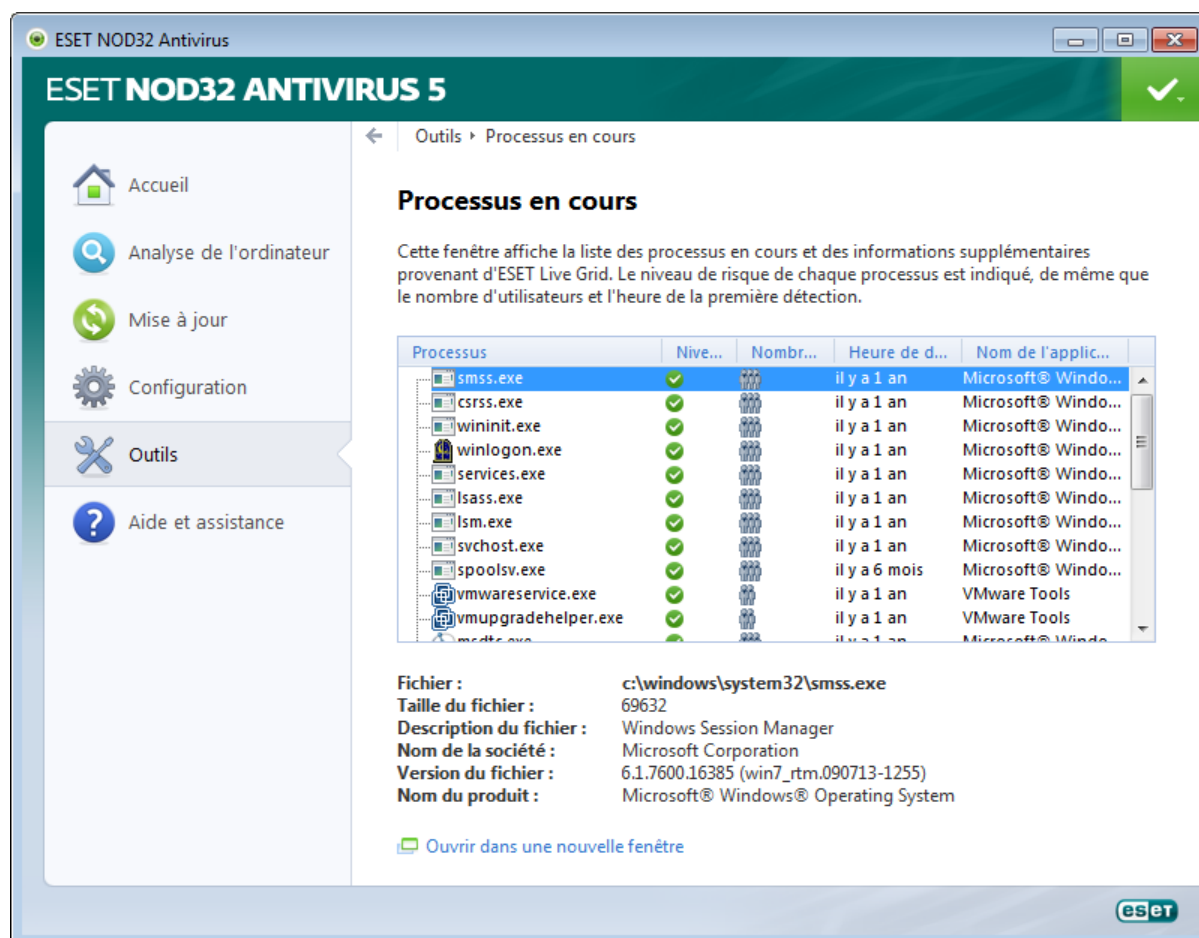 ESET NOD32 Antivirus
ESET NOD32 ANTIVIRUS 5
Outils ‣ Processus en cours
Accueil
Analyse de l'ordinateur
Mise à jour
Configuration
Outils
Aide et assistance
Processus en cours
Cette fenêtre affiche la liste des processus en cours et des informations supplémentaires
provenant d'ESET Live Grid. Le niveau de risque de chaque processus est indiqué, de même que
le nombre d'utilisateurs et l'heure de la première détection.
Processus Nive... Nombr... Heure de d... Nom de l'applic...
smss.exe il y a 1 an Microsoft® Windo...
csrss.exe il y a 1 an Microsoft® Windo...
wininit.exe il y a 1 an Microsoft® Windo...
winlogon.exe il y a 1 an Microsoft® Windo...
services.exe il y a 1 an Microsoft® Windo...
lsass.exe il y a 1 an Microsoft® Windo...
lsm.exe il y a 1 an Microsoft® Windo...
svchost.exe il y a 1 an Microsoft® Windo...
spoolsv.exe il y a 6 mois Microsoft® Windo...
vmwareservice.exe il y a 1 an VMware Tools
vmupgradehelper.exe il y a 1 an VMware Tools
msdtc.exe il y a 1 an Microsoft® Windo...
Fichier : c:\windows\system32\smss.exe
Taille du fichier : 69632
Description du fichier : Windows Session Manager
Nom de la société : Microsoft Corporation
Version du fichier : 6.1.7600.16385 (win7_rtm.090713-1255)
Nom du produit : Microsoft® Windows® Operating System
Ouvrir dans une nouvelle fenêtre
eset